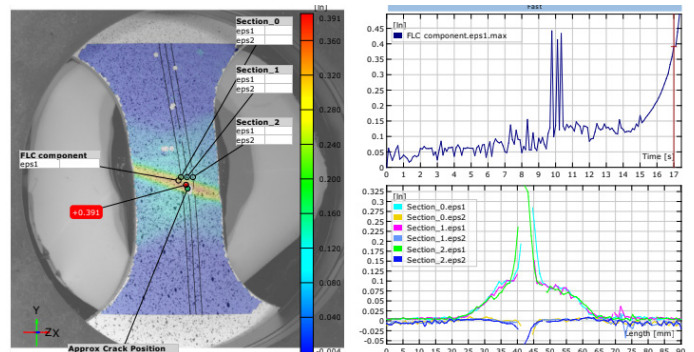 [ln]
Section_0
eps1
eps2
Section_1
eps1
eps2
Section_2
eps1
eps2
FLC component
eps1
+0.391
Y
ZX
Approx Crack Position
0.391
0.360
0.320
0.280
0.240
0.200
0.160
0.120
0.080
0.040
-0.004
Fast
[ln]
FLC component.eps1.max
0.45
0.4
0.35
0.3
0.25
0.2
0.15
0.1
0.05
0
Time [s]
0 1 2 3 4 5 6 7 8 9 10 11 12 13 14 15 16 17
[ln]
Section_0.eps1
Section_0.eps2
Section_1.eps1
Section_1.eps2
Section_2.eps1
Section_2.eps2
0.325
0.3
0.275
0.25
0.225
0.2
0.175
0.15
0.125
0.1
0.075
0.05
0.025
0
-0.05
Length [mm]
0 5 10 15 20 25 30 35 40 45 50 55 60 65 70 75 80 90